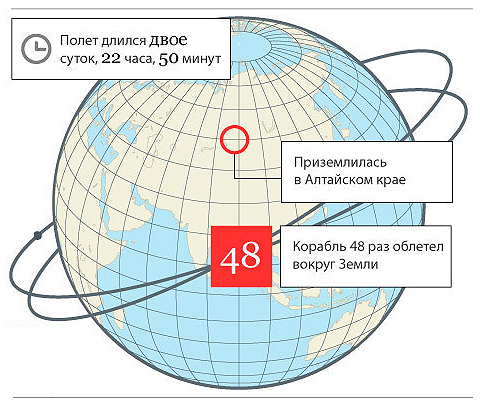 Полет длился двое
суток, 22 часа, 50 минут
Приземлилась
в Алтайском крае
48
Корабль 48 раз облетел
вокруг Земли